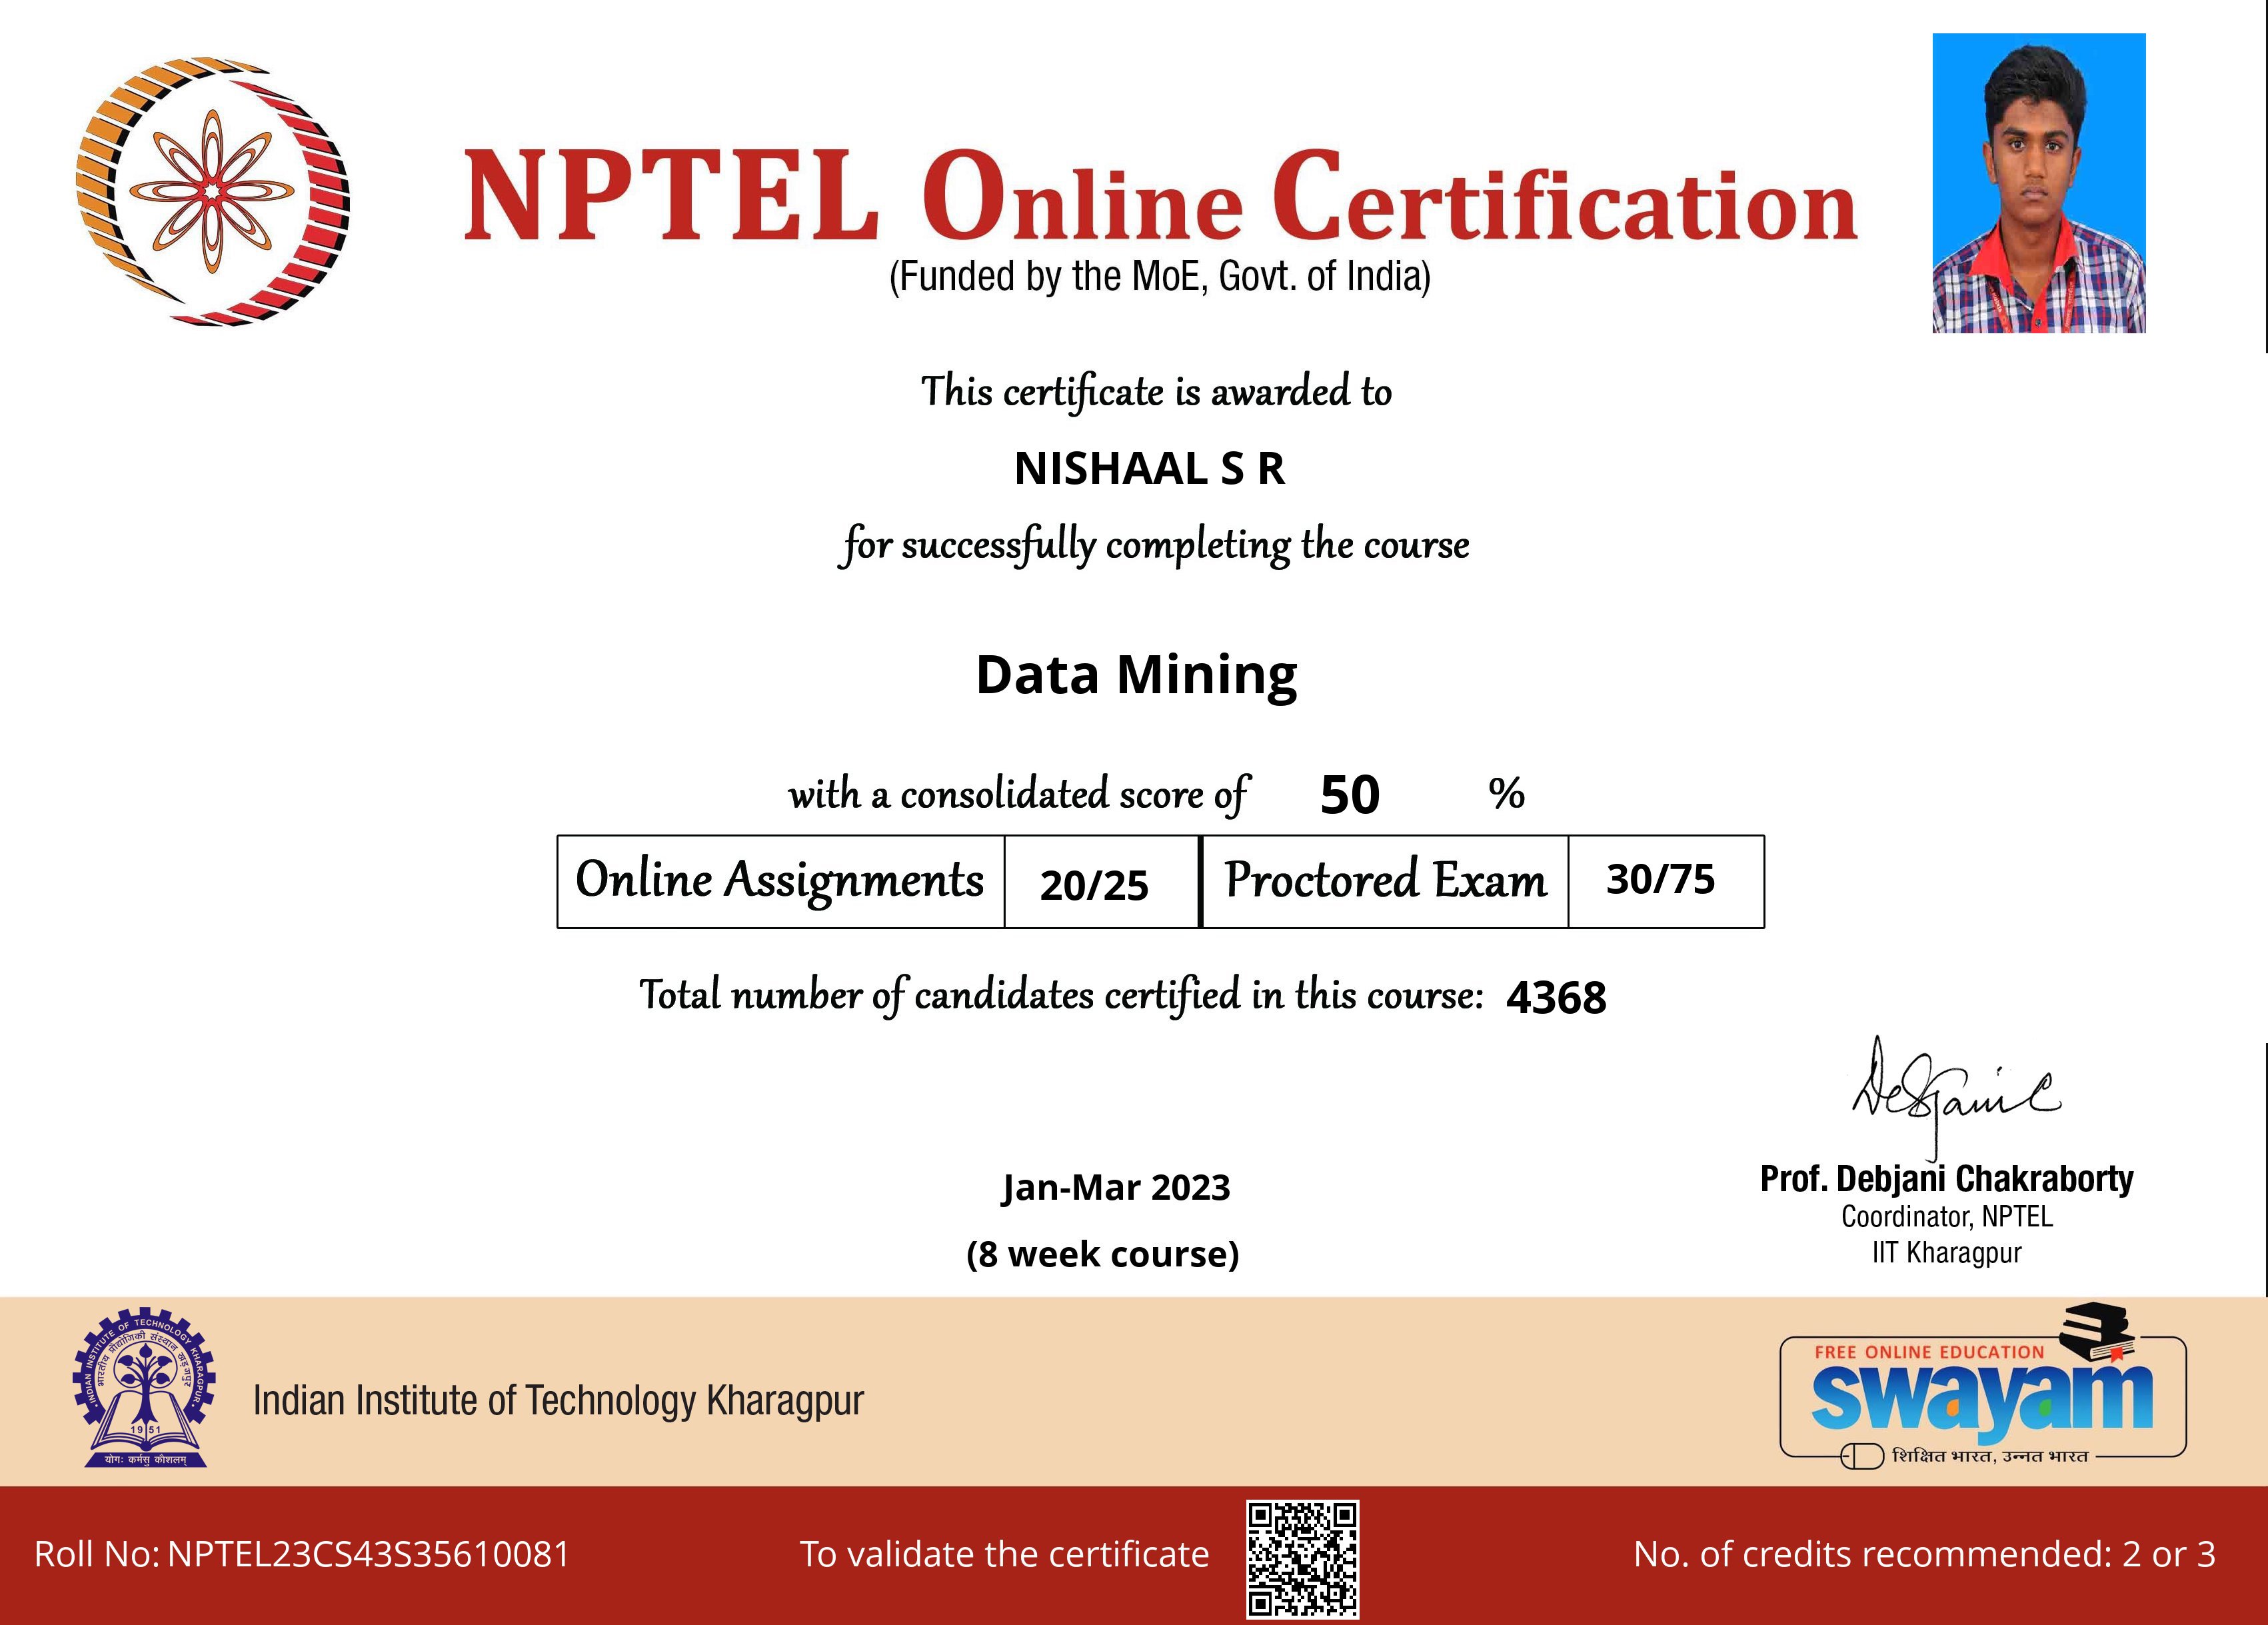 NPTEL Online Certification
(Funded by the MoE, Govt. of India)
This certificate is awarded to
NISHAAL S R
for successfully completing the course
Data Mining
with a consolidated score of 50 %
Online Assignments 20/25 Proctored Exam 30/75
Total number of candidates certified in this course: 4368
Jan-Mar 2023
(8 week course)
Prof. Debjani Chakraborty
Coordinator, NPTEL
IIT Kharagpur
INDIAN INSTITUTE OF TECHNOLOGY KHARAGPUR
भारतीय प्रौद्योगिकी संस्थान खड़गपुर
1951
योगः कर्मसु कौशलम्
Indian Institute of Technology Kharagpur
FREE ONLINE EDUCATION
swayam
शिक्षित भारत, उन्नत भारत
Roll No: NPTEL23CS43S35610081
To validate the certificate
No. of credits recommended: 2 or 3